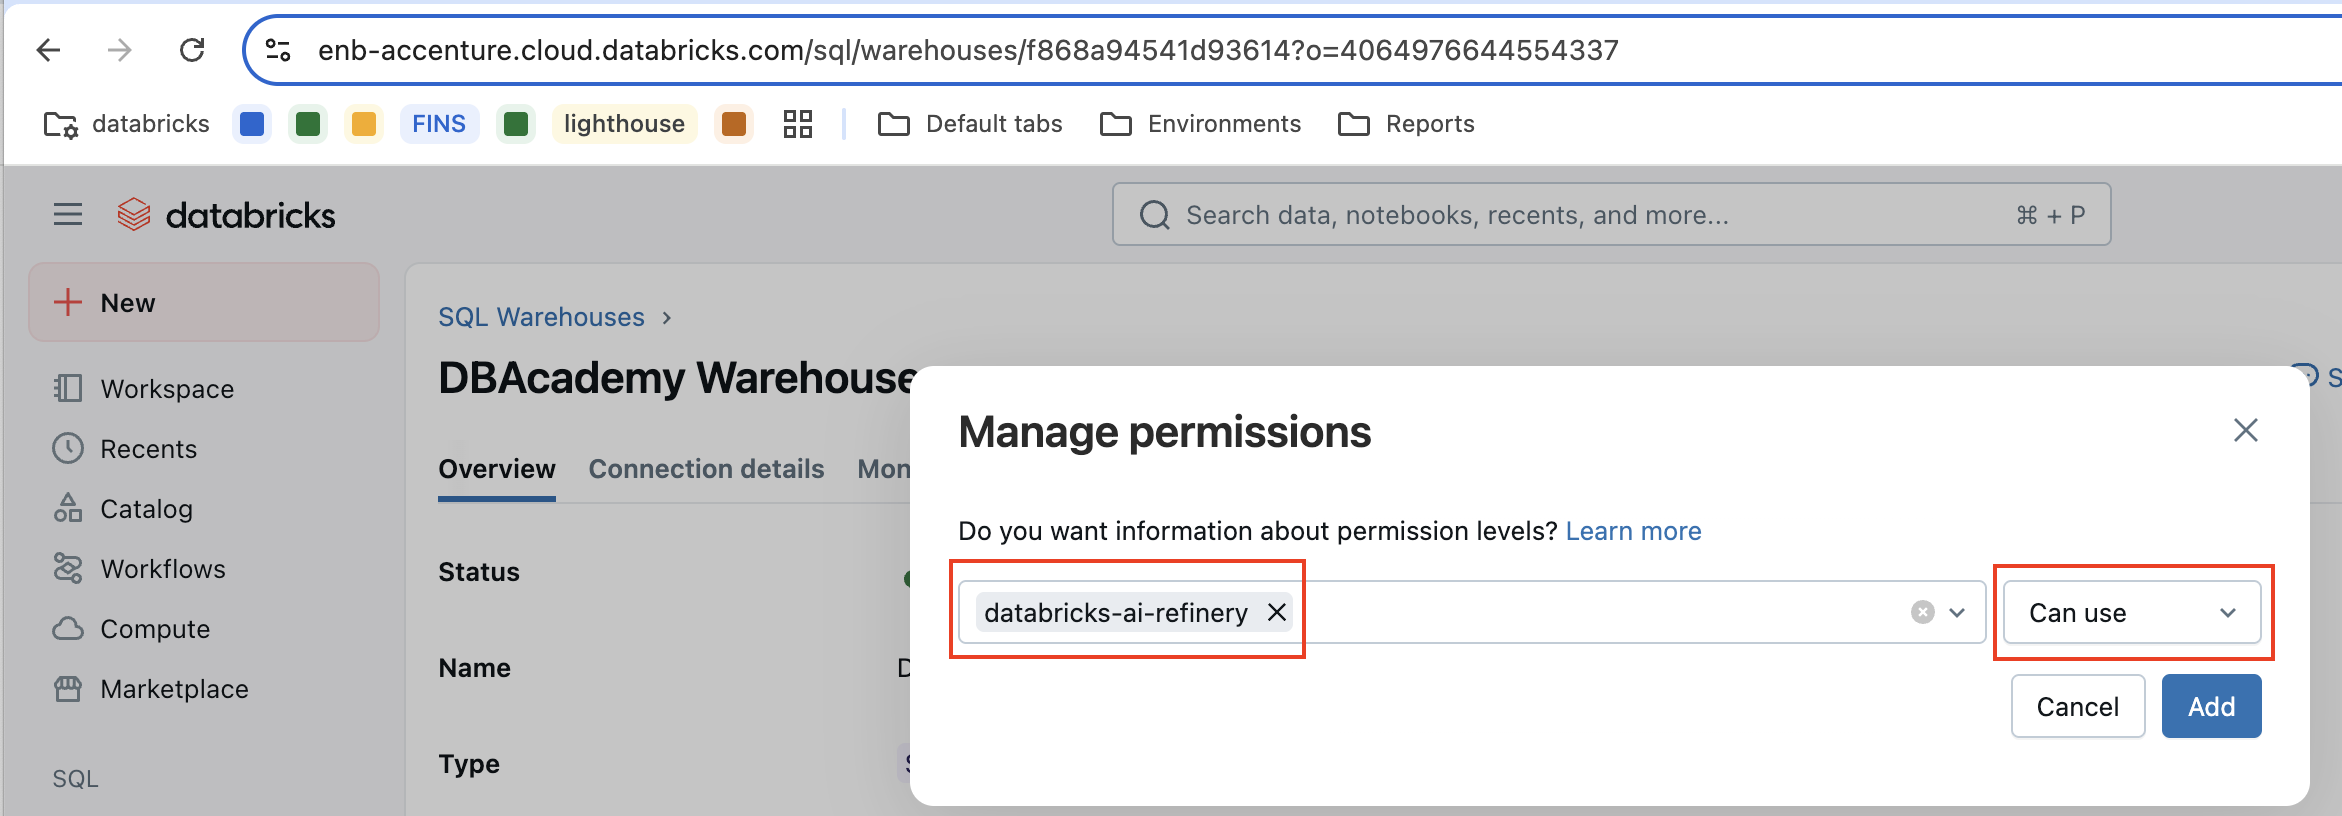 enb-accenture.cloud.databricks.com/sql/warehouses/f868a94541d93614?o=4064976644554337
databricks FINS lighthouse Default tabs Environments Reports
databricks
Search data, notebooks, recents, and more... ⌘ + P
New
SQL Warehouses ›
DBAcademy Warehouse
Manage permissions
Workspace
Recents
Overview Connection details Mon
Catalog
Do you want information about permission levels? Learn more
Workflows
Status
databricks-ai-refinery
Can use
Compute
Name
Marketplace
Cancel Add
Type
SQL